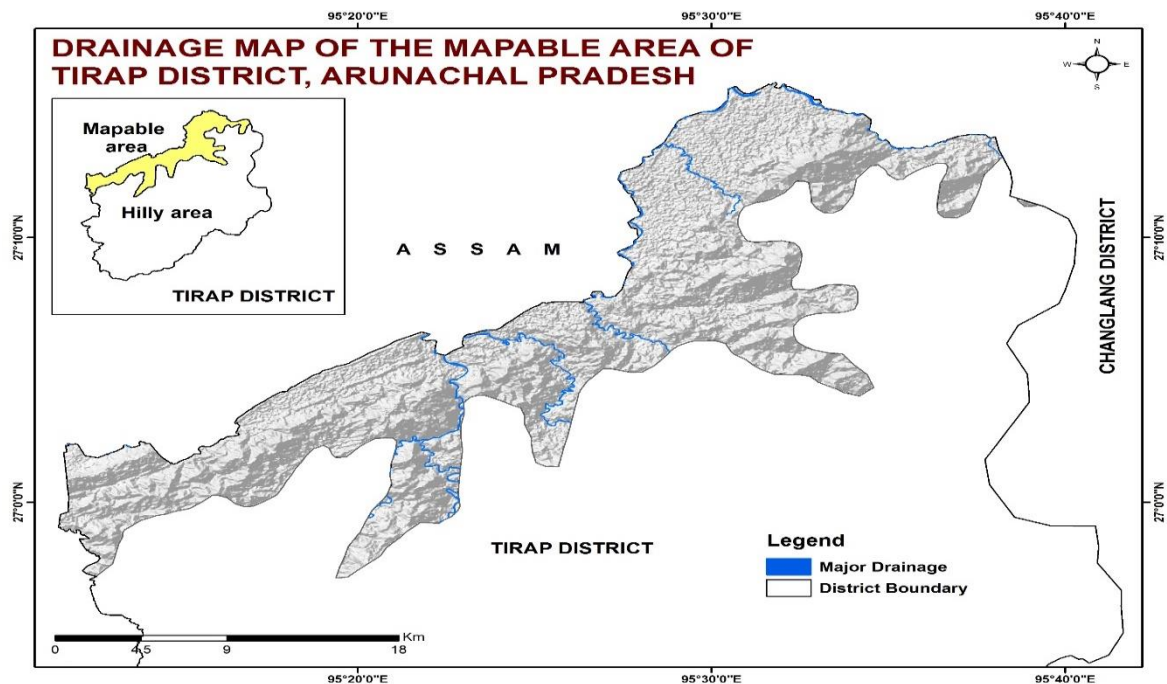 95°20'0"E
95°30'0"E
95°40'0"E
DRAINAGE MAP OF THE MAPABLE AREA OF
TIRAP DISTRICT, ARUNACHAL PRADESH
N
W E
S
Mapable
area
Hilly area
TIRAP DISTRICT
A S S A M
27°10'0"N
27°10'0"N
CHANGLANG DISTRICT
27°0'0"N
27°0'0"N
TIRAP DISTRICT
Legend
Major Drainage
District Boundary
Km
0 4.5 9 18
95°20'0"E
95°30'0"E
95°40'0"E